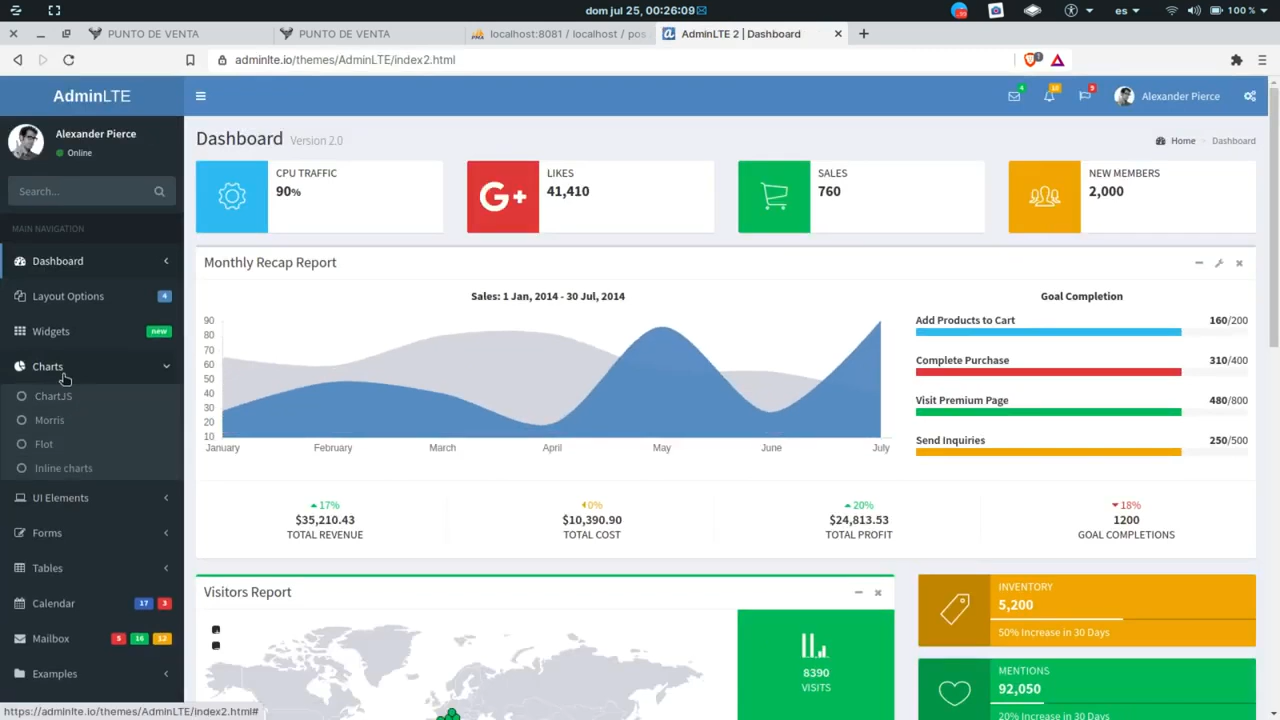 dom jul 25, 00:26:09
es
100 %
PUNTO DE VENTA
PUNTO DE VENTA
localhost:8081 / localhost / pos
AdminLTE 2 | Dashboard
adminlte.io/themes/AdminLTE/index2.html
1
AdminLTE
4
10
9
Alexander Pierce
Alexander Pierce
Online
Dashboard Version 2.0
Home
Dashboard
Search...
CPU TRAFFIC
90%
G+
LIKES
41,410
SALES
760
NEW MEMBERS
2,000
MAIN NAVIGATION
Dashboard
Layout Options 4
Widgets new
Charts
ChartJS
Morris
Flot
Inline charts
UI Elements
Forms
Tables
Calendar 17 3
Mailbox 5 16 12
Examples
Monthly Recap Report
Sales: 1 Jan, 2014 - 30 Jul, 2014
90
80
70
60
50
40
30
20
10
January February March April May June July
Goal Completion
Add Products to Cart 160/200
Complete Purchase 310/400
Visit Premium Page 480/800
Send Inquiries 250/500
17%
$35,210.43
TOTAL REVENUE
0%
$10,390.90
TOTAL COST
20%
$24,813.53
TOTAL PROFIT
18%
1200
GOAL COMPLETIONS
Visitors Report
8390
VISITS
INVENTORY
5,200
50% Increase in 30 Days
MENTIONS
92,050
20% Increase in 30 Days
https://adminlte.io/themes/AdminLTE/index2.html#